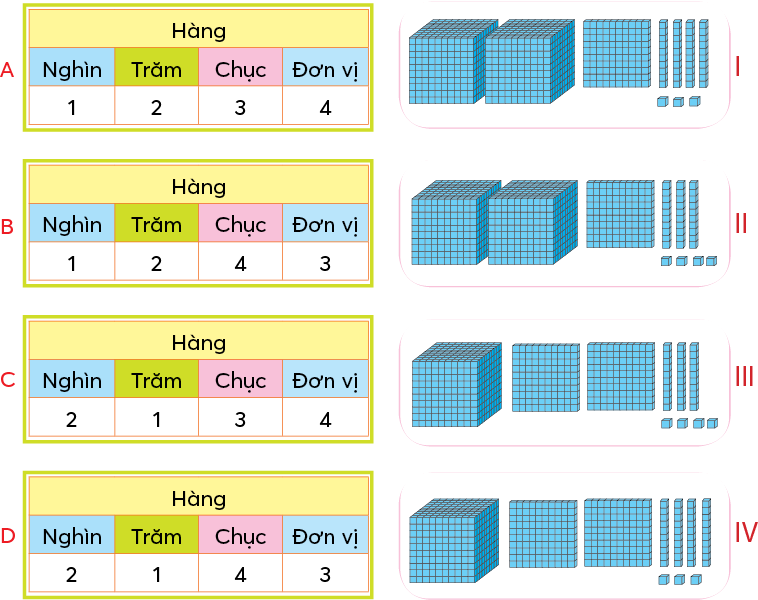 Hàng
A Nghìn Trăm Chục Đơn vị I
1 2 3 4
Hàng
B Nghìn Trăm Chục Đơn vị II
1 2 4 3
Hàng
C Nghìn Trăm Chục Đơn vị III
2 1 3 4
Hàng
D Nghìn Trăm Chục Đơn vị IV
2 1 4 3